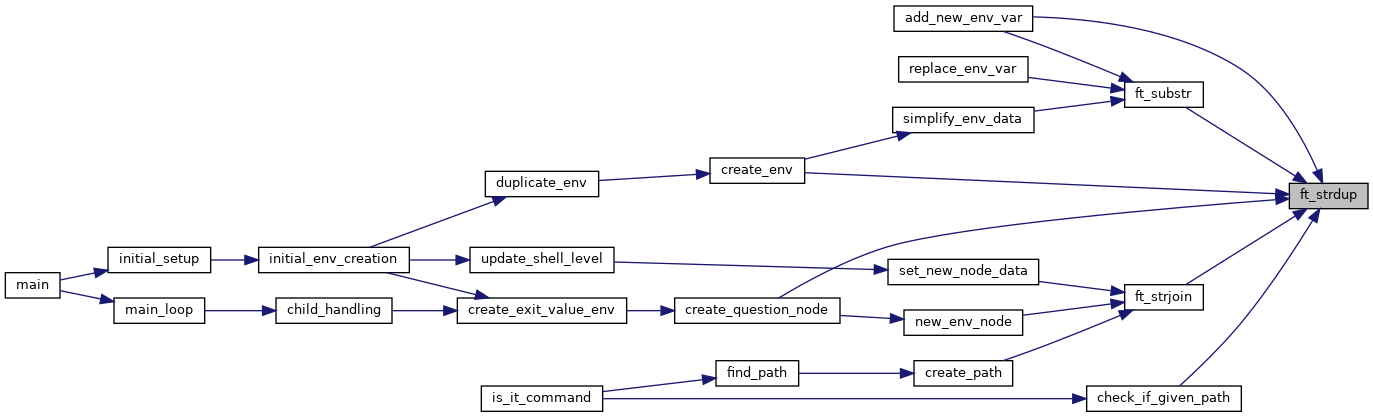 add_new_env_var
replace_env_var
ft_substr
simplify_env_data
create_env
duplicate_env
ft_strdup
initial_setup
initial_env_creation
update_shell_level
set_new_node_data
main
ft_strjoin
main_loop
child_handling
create_exit_value_env
create_question_node
new_env_node
find_path
create_path
is_it_command
check_if_given_path